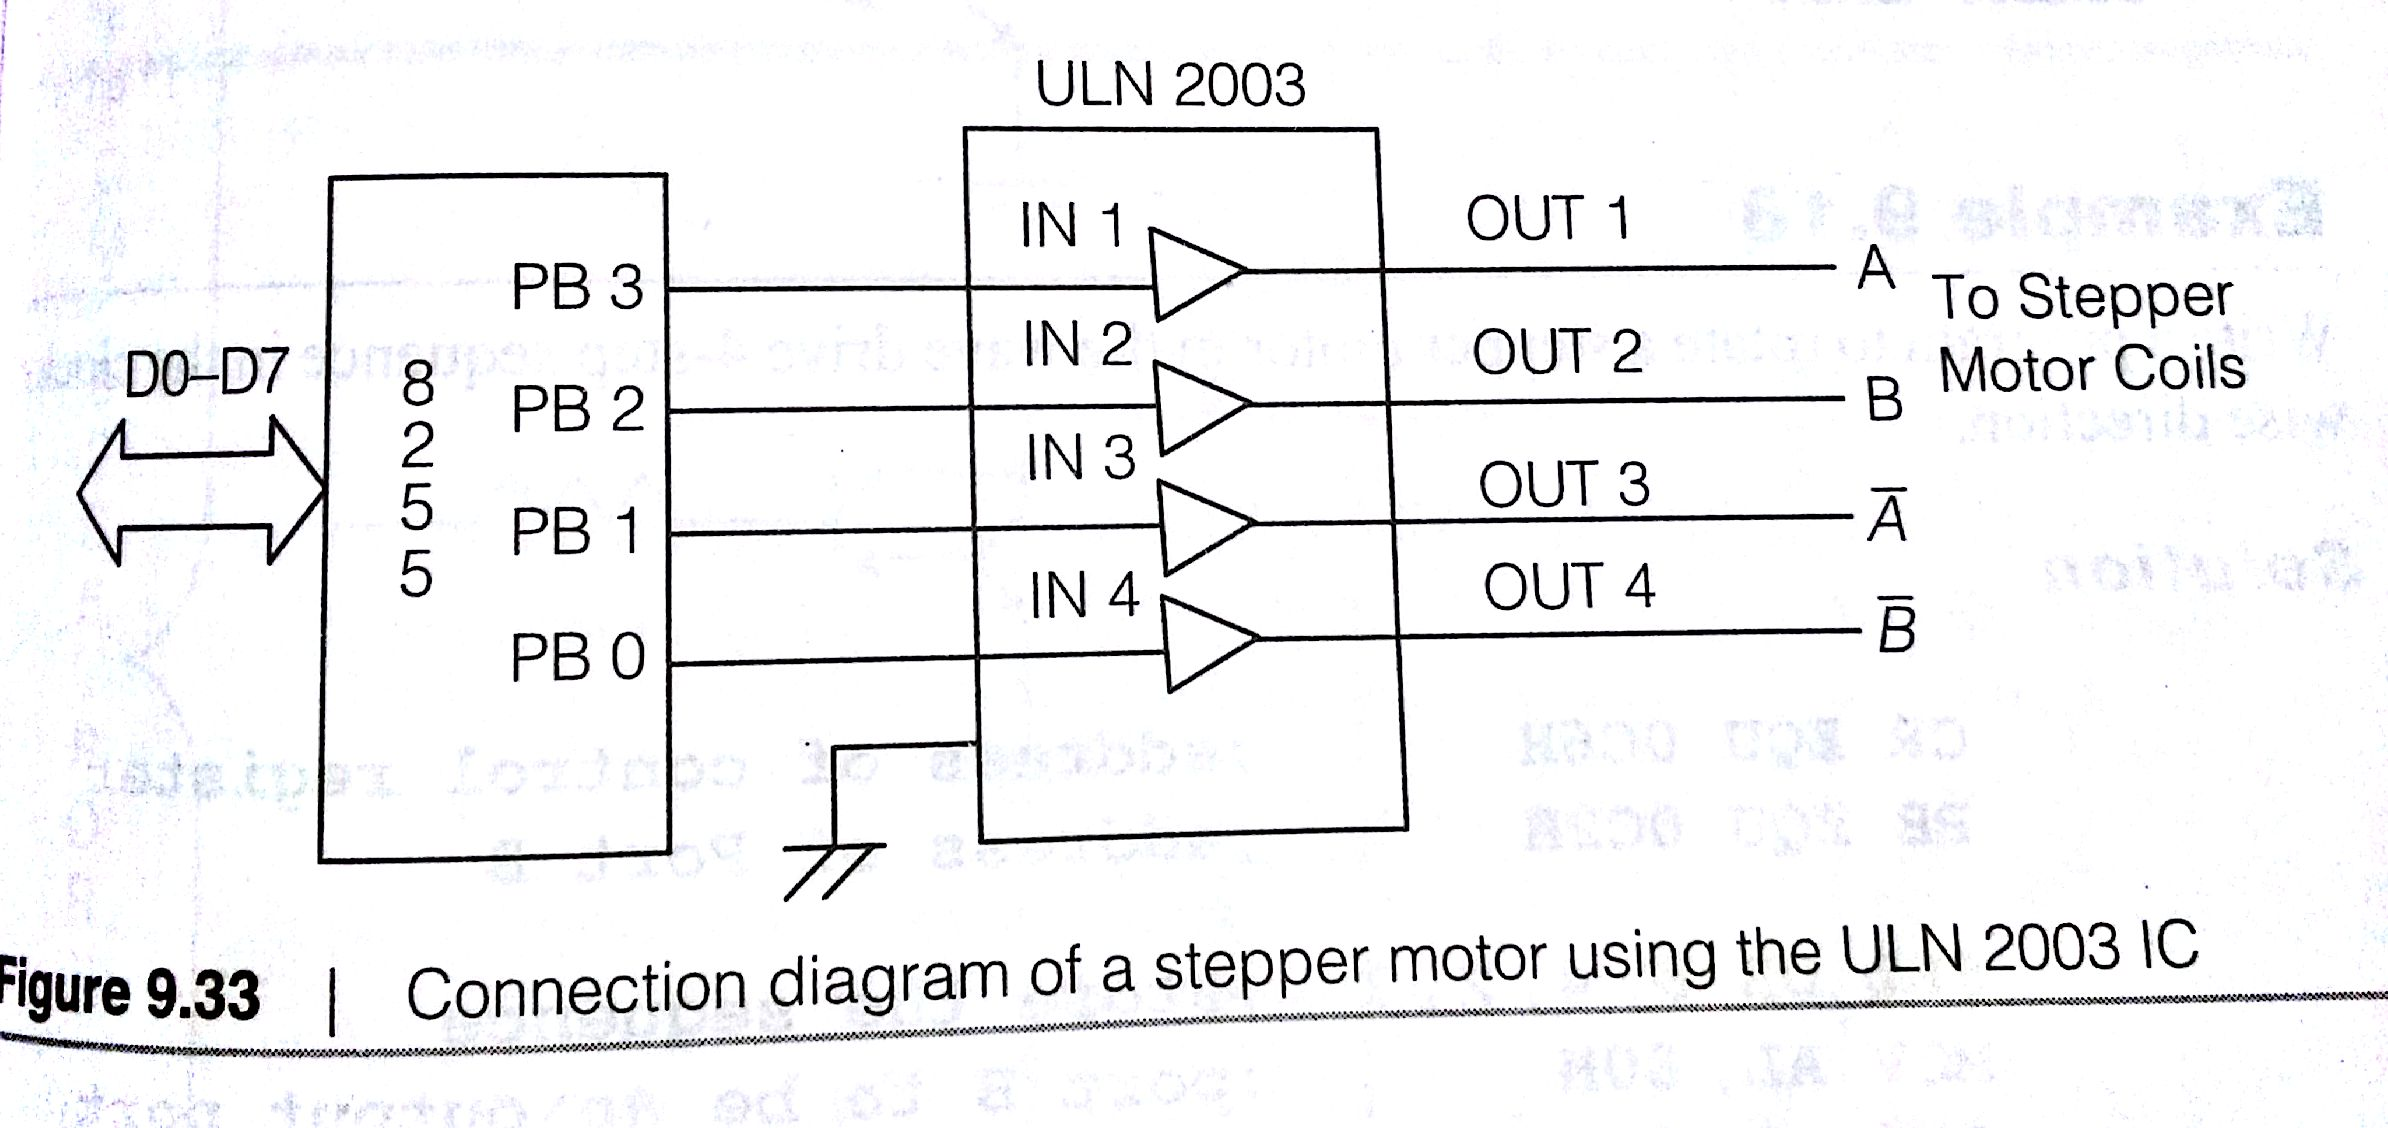 ULN 2003
D0–D7
8
2
5
5
PB 3
PB 2
PB 1
PB 0
IN 1
IN 2
IN 3
IN 4
OUT 1
OUT 2
OUT 3
OUT 4
A
B
A̅
B̅
To Stepper
Motor Coils
Figure 9.33 | Connection diagram of a stepper motor using the ULN 2003 IC